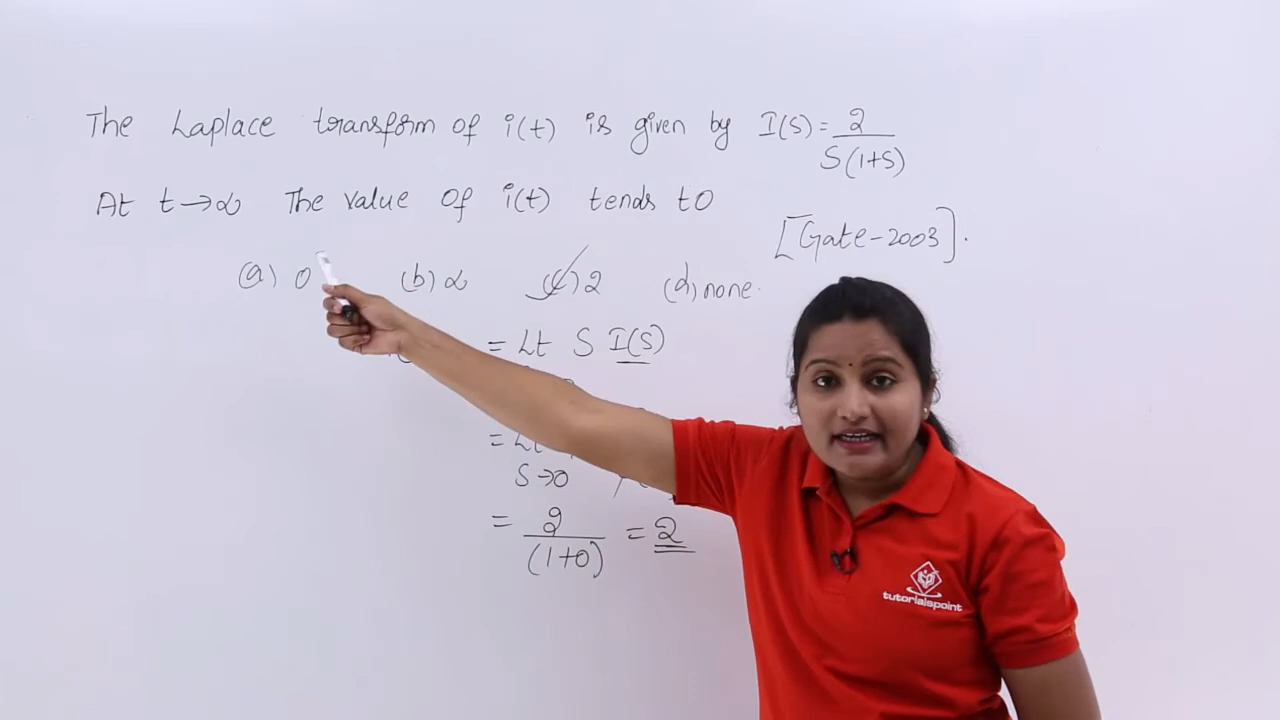 The Laplace transform of i(t) is given by I(S) = 2 / S(1+S)
At t→∞ The value of i(t) tends to
[Gate-2003].
(a) 0 (b) ∞ (c) 2 (d) none.
= Lt S I(S)
= Lt
S→0
= 2 / (1+0) = 2
tutorialspoint